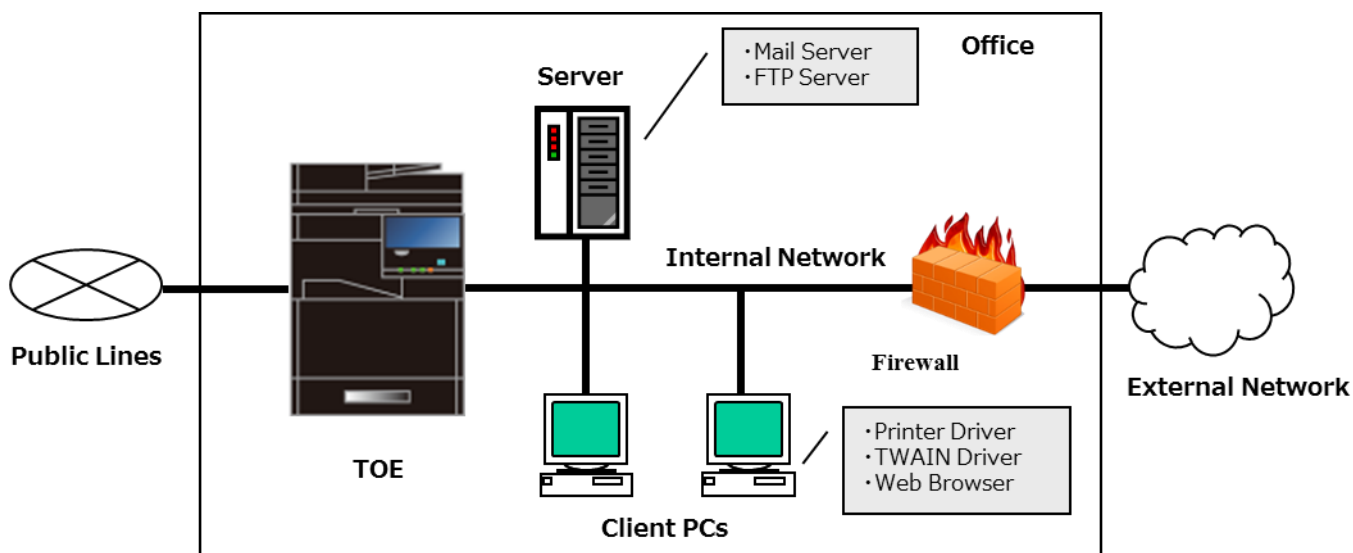 Office
・Mail Server
・FTP Server
Server
Internal Network
Public Lines
Firewall
External Network
TOE
・Printer Driver
・TWAIN Driver
・Web Browser
Client PCs